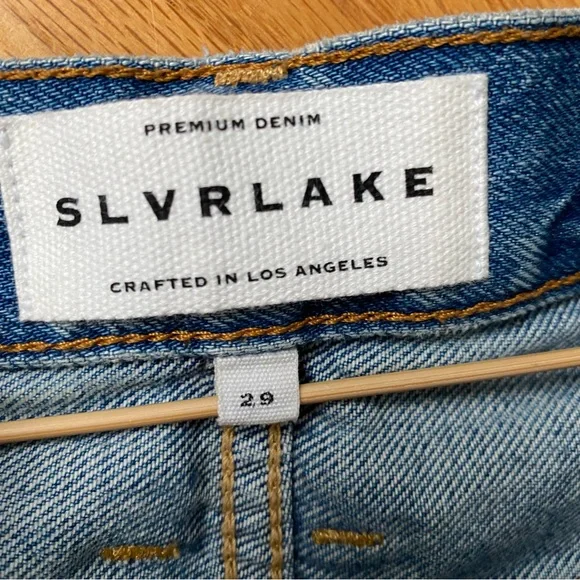 PREMIUM DENIM
SLVRLAKE
CRAFTED IN LOS ANGELES
29